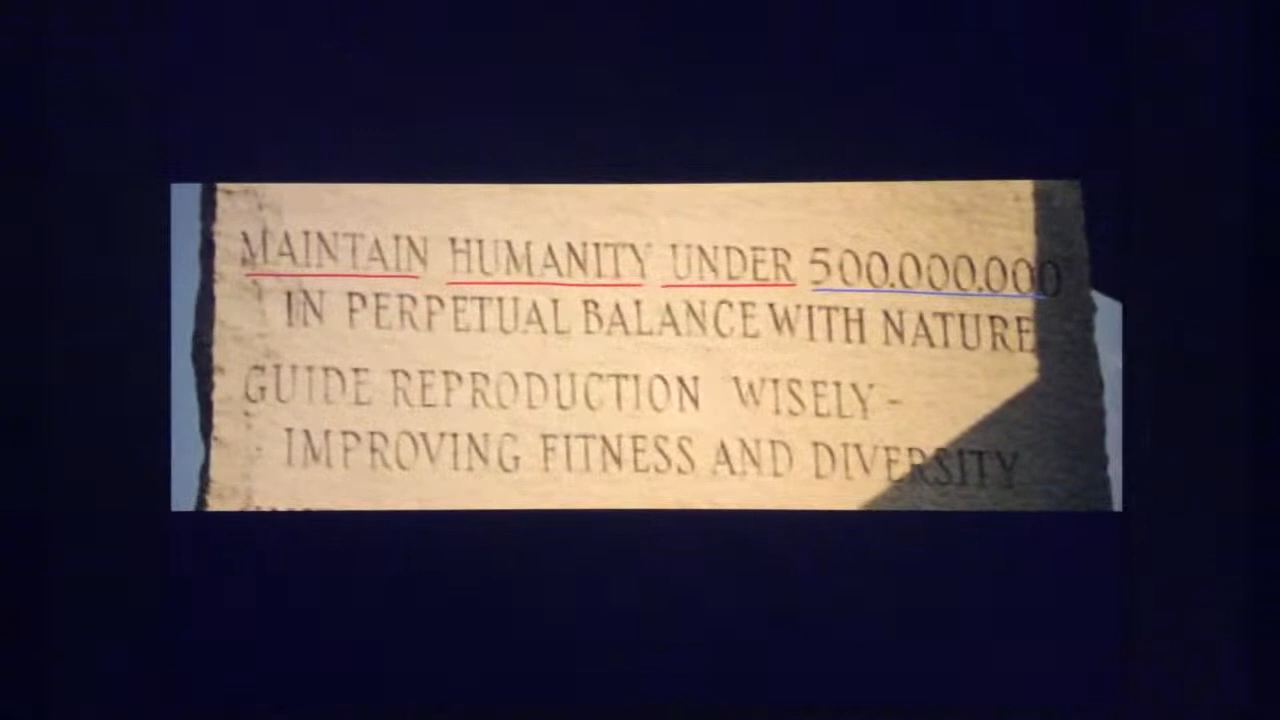 MAINTAIN HUMANITY UNDER 500.000.000
IN PERPETUAL BALANCE WITH NATURE
GUIDE REPRODUCTION WISELY -
IMPROVING FITNESS AND DIVERSITY